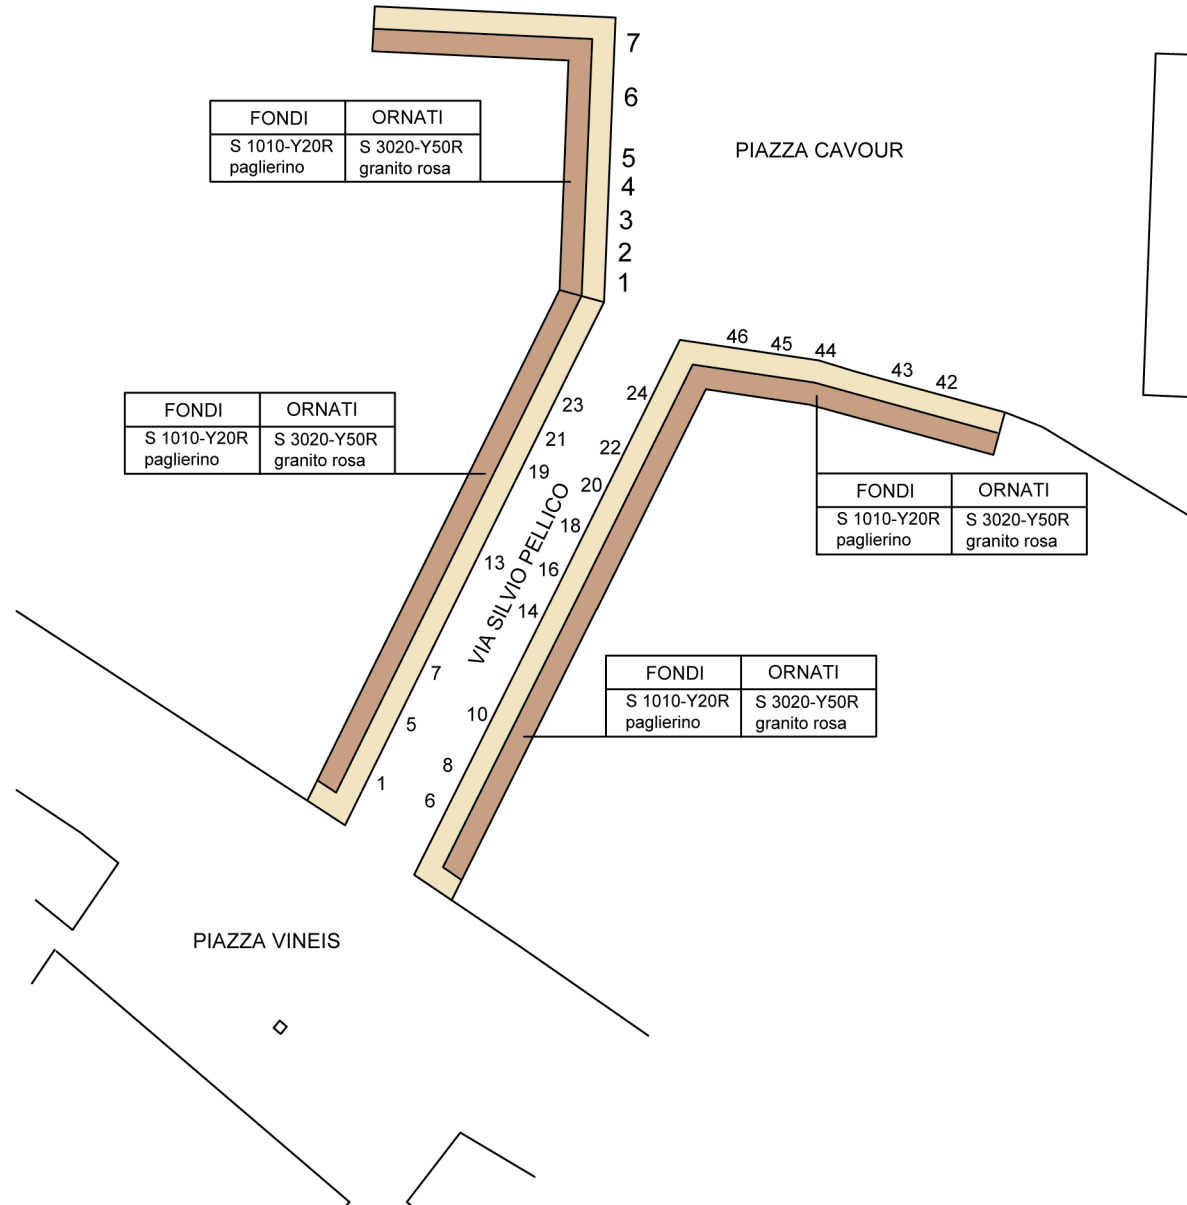 7
6
5
4
3
2
1
PIAZZA CAVOUR
FONDI ORNATI
S 1010-Y20R S 3020-Y50R
paglierino granito rosa
46 45 44 43 42
FONDI ORNATI
S 1010-Y20R S 3020-Y50R
paglierino granito rosa
23
21
19
13
7
5
1
VIA SILVIO PELLICO
24
22
20
18
16
14
10
8
6
FONDI ORNATI
S 1010-Y20R S 3020-Y50R
paglierino granito rosa
FONDI ORNATI
S 1010-Y20R S 3020-Y50R
paglierino granito rosa
PIAZZA VINEIS